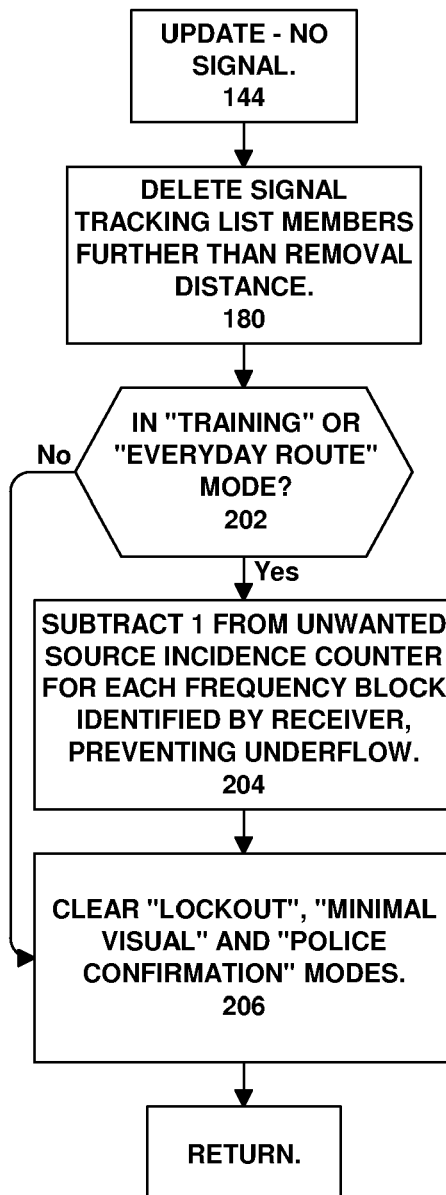 UPDATE - NO
SIGNAL.
144
DELETE SIGNAL
TRACKING LIST MEMBERS
FURTHER THAN REMOVAL
DISTANCE.
180
IN "TRAINING" OR
"EVERYDAY ROUTE"
MODE?
202
No
Yes
SUBTRACT 1 FROM UNWANTED
SOURCE INCIDENCE COUNTER
FOR EACH FREQUENCY BLOCK
IDENTIFIED BY RECEIVER,
PREVENTING UNDERFLOW.
204
CLEAR "LOCKOUT", "MINIMAL
VISUAL" AND "POLICE
CONFIRMATION" MODES.
206
RETURN.